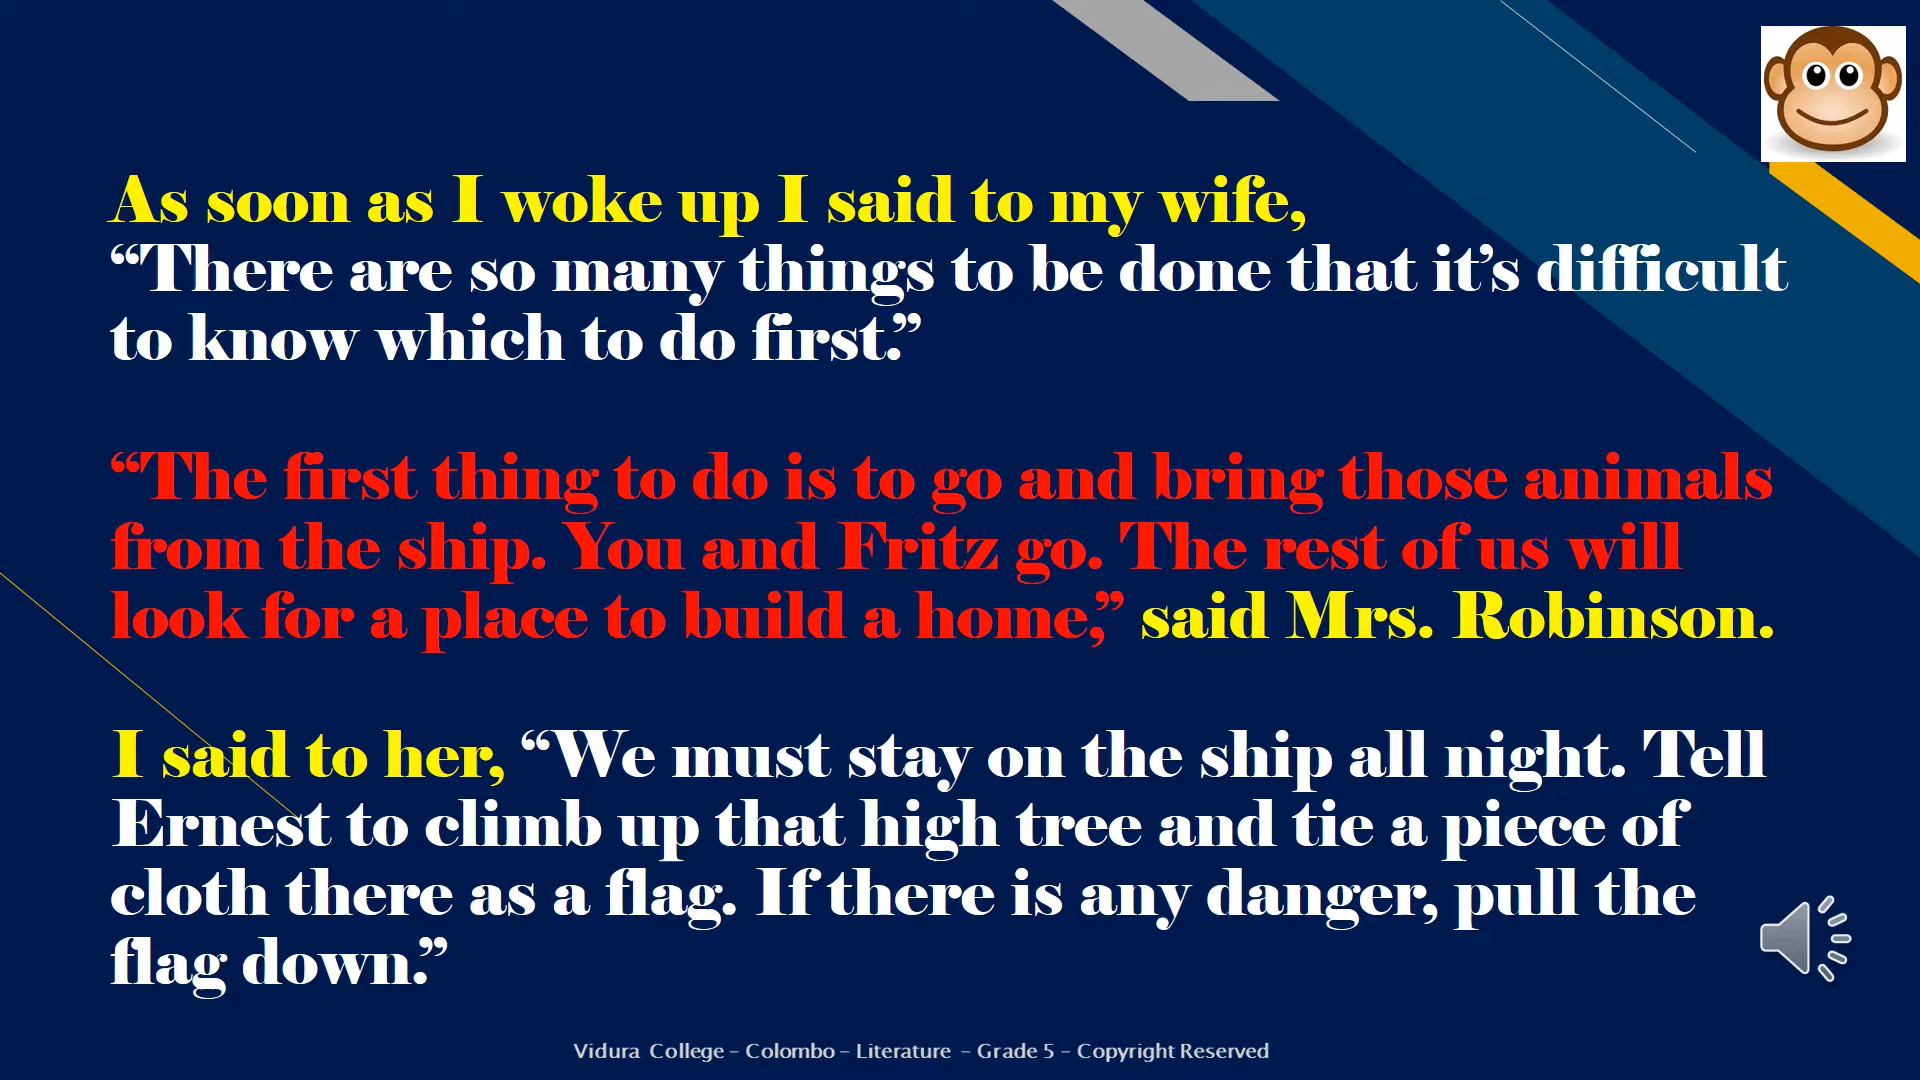 As soon as I woke up I said to my wife,
“There are so many things to be done that it’s difficult
to know which to do first.”
“The first thing to do is to go and bring those animals
from the ship. You and Fritz go. The rest of us will
look for a place to build a home,” said Mrs. Robinson.
I said to her, “We must stay on the ship all night. Tell
Ernest to climb up that high tree and tie a piece of
cloth there as a flag. If there is any danger, pull the
flag down.”
Vidura College – Colombo – Literature – Grade 5 – Copyright Reserved